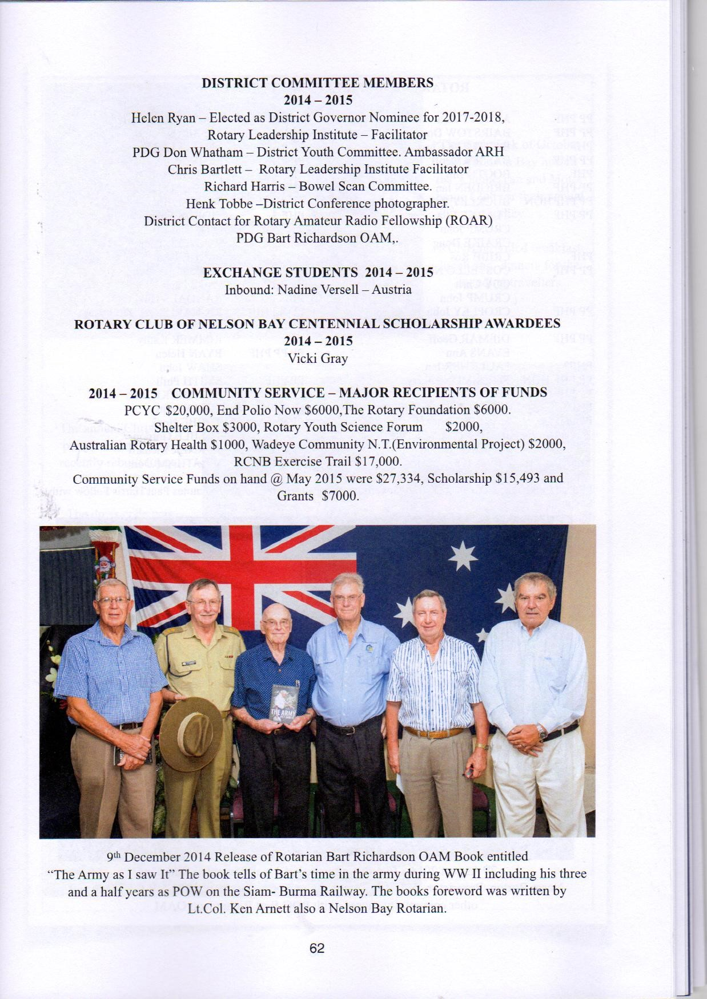 DISTRICT COMMITTEE MEMBERS
2014 – 2015
Helen Ryan – Elected as District Governor Nominee for 2017-2018,
Rotary Leadership Institute – Facilitator
PDG Don Whatham – District Youth Committee. Ambassador ARH
Chris Bartlett – Rotary Leadership Institute Facilitator
Richard Harris – Bowel Scan Committee.
Henk Tobbe –District Conference photographer.
District Contact for Rotary Amateur Radio Fellowship (ROAR)
PDG Bart Richardson OAM,.
EXCHANGE STUDENTS 2014 – 2015
Inbound: Nadine Versell – Austria
ROTARY CLUB OF NELSON BAY CENTENNIAL SCHOLARSHIP AWARDEES
2014 – 2015
Vicki Gray
2014 – 2015 COMMUNITY SERVICE – MAJOR RECIPIENTS OF FUNDS
PCYC $20,000, End Polio Now $6000,The Rotary Foundation $6000.
Shelter Box $3000, Rotary Youth Science Forum $2000,
Australian Rotary Health $1000, Wadeye Community N.T.(Environmental Project) $2000,
RCNB Exercise Trail $17,000.
Community Service Funds on hand @ May 2015 were $27,334, Scholarship $15,493 and
Grants $7000.
THE ARMY
9th December 2014 Release of Rotarian Bart Richardson OAM Book entitled
“The Army as I saw It” The book tells of Bart’s time in the army during WW II including his three
and a half years as POW on the Siam- Burma Railway. The books foreword was written by
Lt.Col. Ken Arnett also a Nelson Bay Rotarian.
62